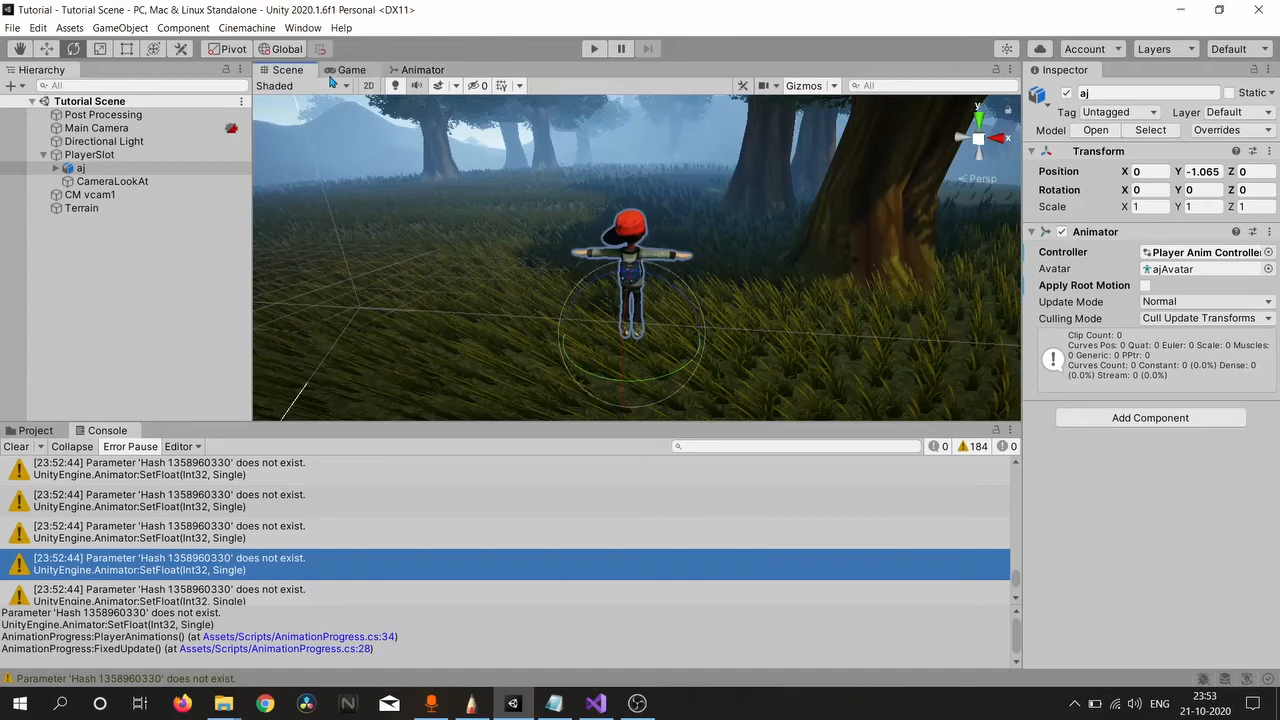 Tutorial - Tutorial Scene - PC, Mac & Linux Standalone - Unity 2020.1.6f1 Personal <DX11>
File Edit Assets GameObject Component Cinemachine Window Help
Pivot Global Account Layers Default
Hierarchy Scene Game Animator Inspector
All Shaded 2D 0 Gizmos All
aj Static
Tag Untagged Layer Default
Model Open Select Overrides
Tutorial Scene
Post Processing
Main Camera
Directional Light
PlayerSlot
aj
CameraLookAt
CM vcam1
Terrain
y
x
Persp
Transform
Position X 0 Y -1.065 Z 0
Rotation X 0 Y 0 Z 0
Scale X 1 Y 1 Z 1
Animator
Controller Player Anim Controlle
Avatar ajAvatar
Apply Root Motion
Update Mode Normal
Culling Mode Cull Update Transforms
Clip Count: 0
Curves Pos: 0 Quat: 0 Euler: 0 Scale: 0 Muscles:
0 Generic: 0 PPtr: 0
Curves Count: 0 Constant: 0 (0.0%) Dense: 0
(0.0%) Stream: 0 (0.0%)
Add Component
Project Console
Clear Collapse Error Pause Editor 0 184 0
[23:52:44] Parameter 'Hash 1358960330' does not exist.
UnityEngine.Animator:SetFloat(Int32, Single)
[23:52:44] Parameter 'Hash 1358960330' does not exist.
UnityEngine.Animator:SetFloat(Int32, Single)
[23:52:44] Parameter 'Hash 1358960330' does not exist.
UnityEngine.Animator:SetFloat(Int32, Single)
[23:52:44] Parameter 'Hash 1358960330' does not exist.
UnityEngine.Animator:SetFloat(Int32, Single)
[23:52:44] Parameter 'Hash 1358960330' does not exist.
UnityEngine.Animator:SetFloat(Int32, Single)
Parameter 'Hash 1358960330' does not exist.
UnityEngine.Animator:SetFloat(Int32, Single)
AnimationProgress:PlayerAnimations() (at Assets/Scripts/AnimationProgress.cs:34)
AnimationProgress:FixedUpdate() (at Assets/Scripts/AnimationProgress.cs:28)
Parameter 'Hash 1358960330' does not exist.
23:53
21-10-2020